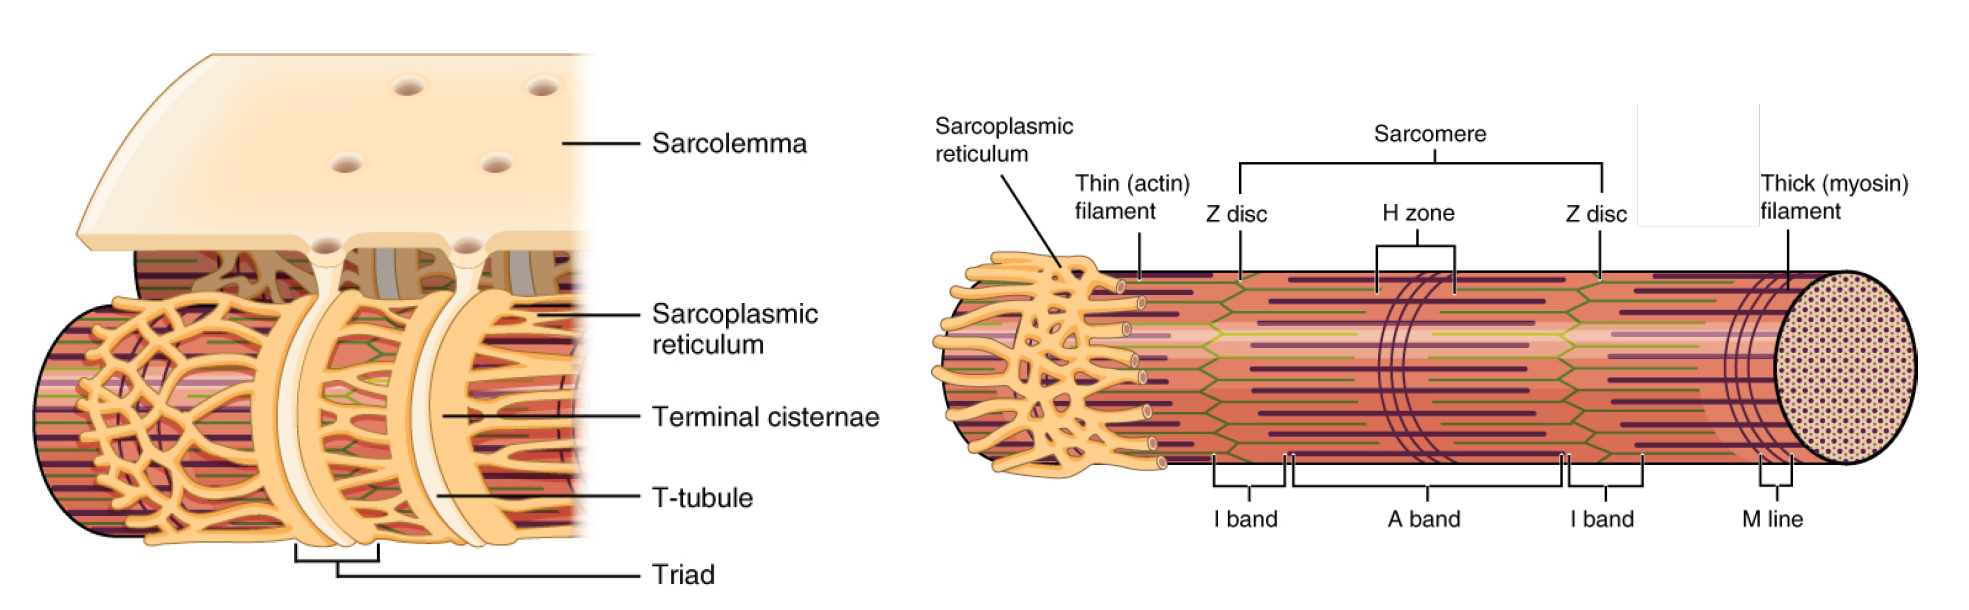 Sarcolemma
Sarcoplasmic
reticulum
Terminal cisternae
T-tubule
Triad
Sarcoplasmic
reticulum
Thin (actin)
filament
Z disc
Sarcomere
H zone
Z disc
Thick (myosin)
filament
I band
A band
I band
M line